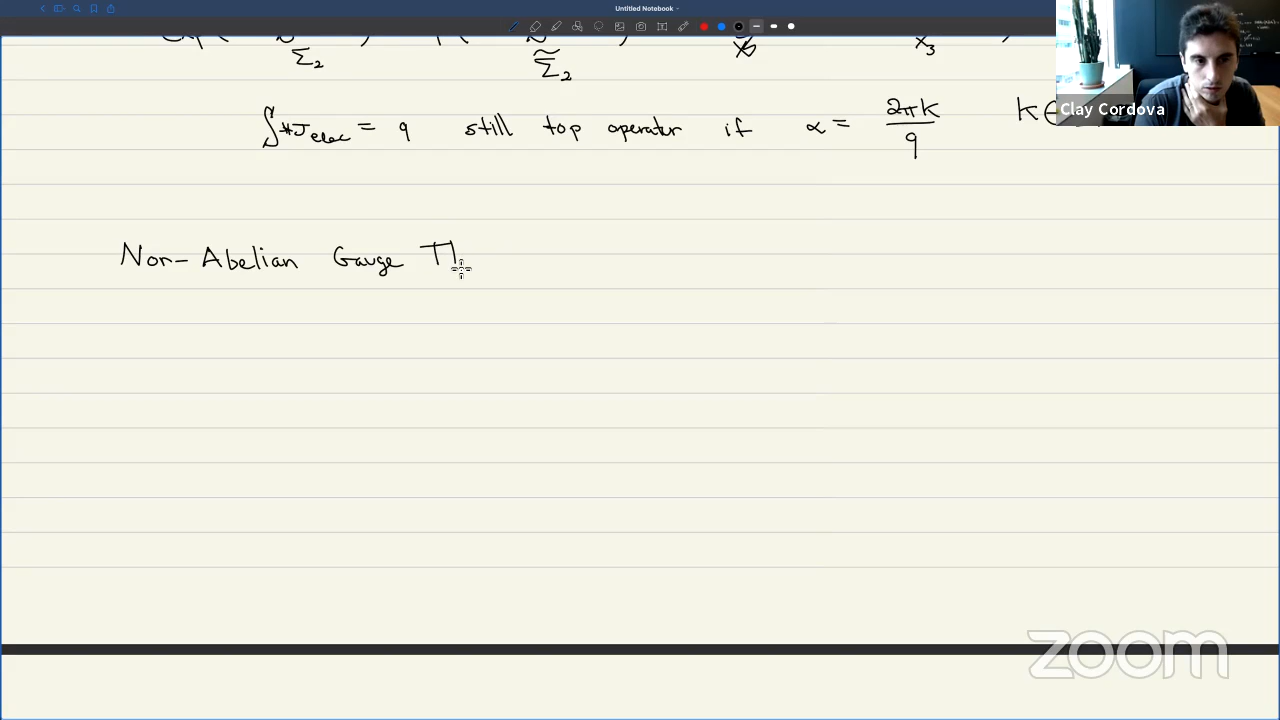 Untitled Notebook
Σ₂ Σ̃₂ x₃
∫*J_elec = q still top operator if α = 2πk/q k ∈
Clay Cordova
Non-Abelian Gauge Th
zoom